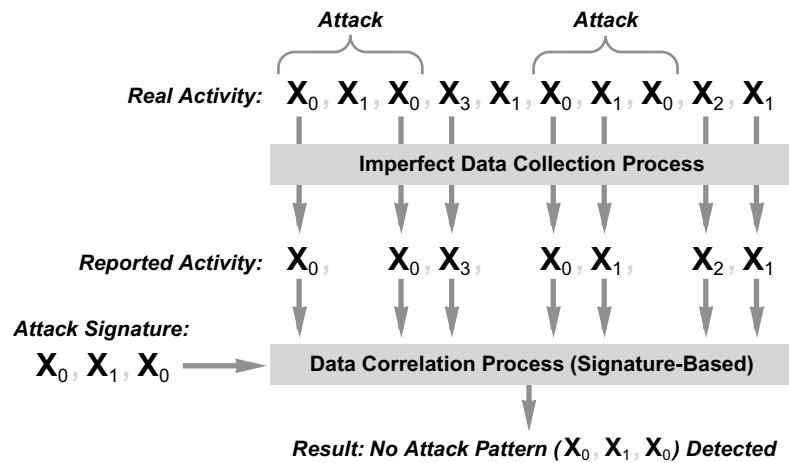 Attack Attack
Real Activity: X₀, X₁, X₀, X₃, X₁, X₀, X₁, X₀, X₂, X₁
Imperfect Data Collection Process
Reported Activity: X₀, X₀, X₃, X₀, X₁, X₂, X₁
Attack Signature:
X₀, X₁, X₀
Data Correlation Process (Signature-Based)
Result: No Attack Pattern (X₀, X₁, X₀) Detected